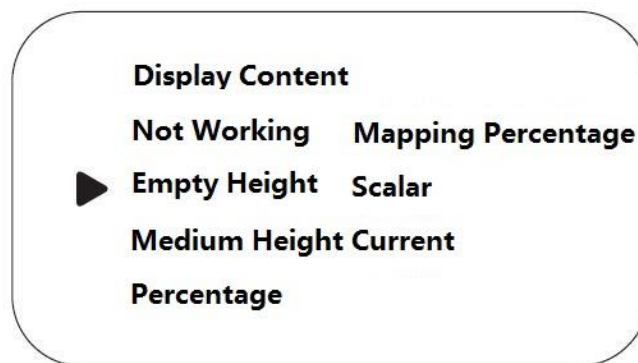 Display Content
Not Working Mapping Percentage
Empty Height Scalar
Medium Height Current
Percentage